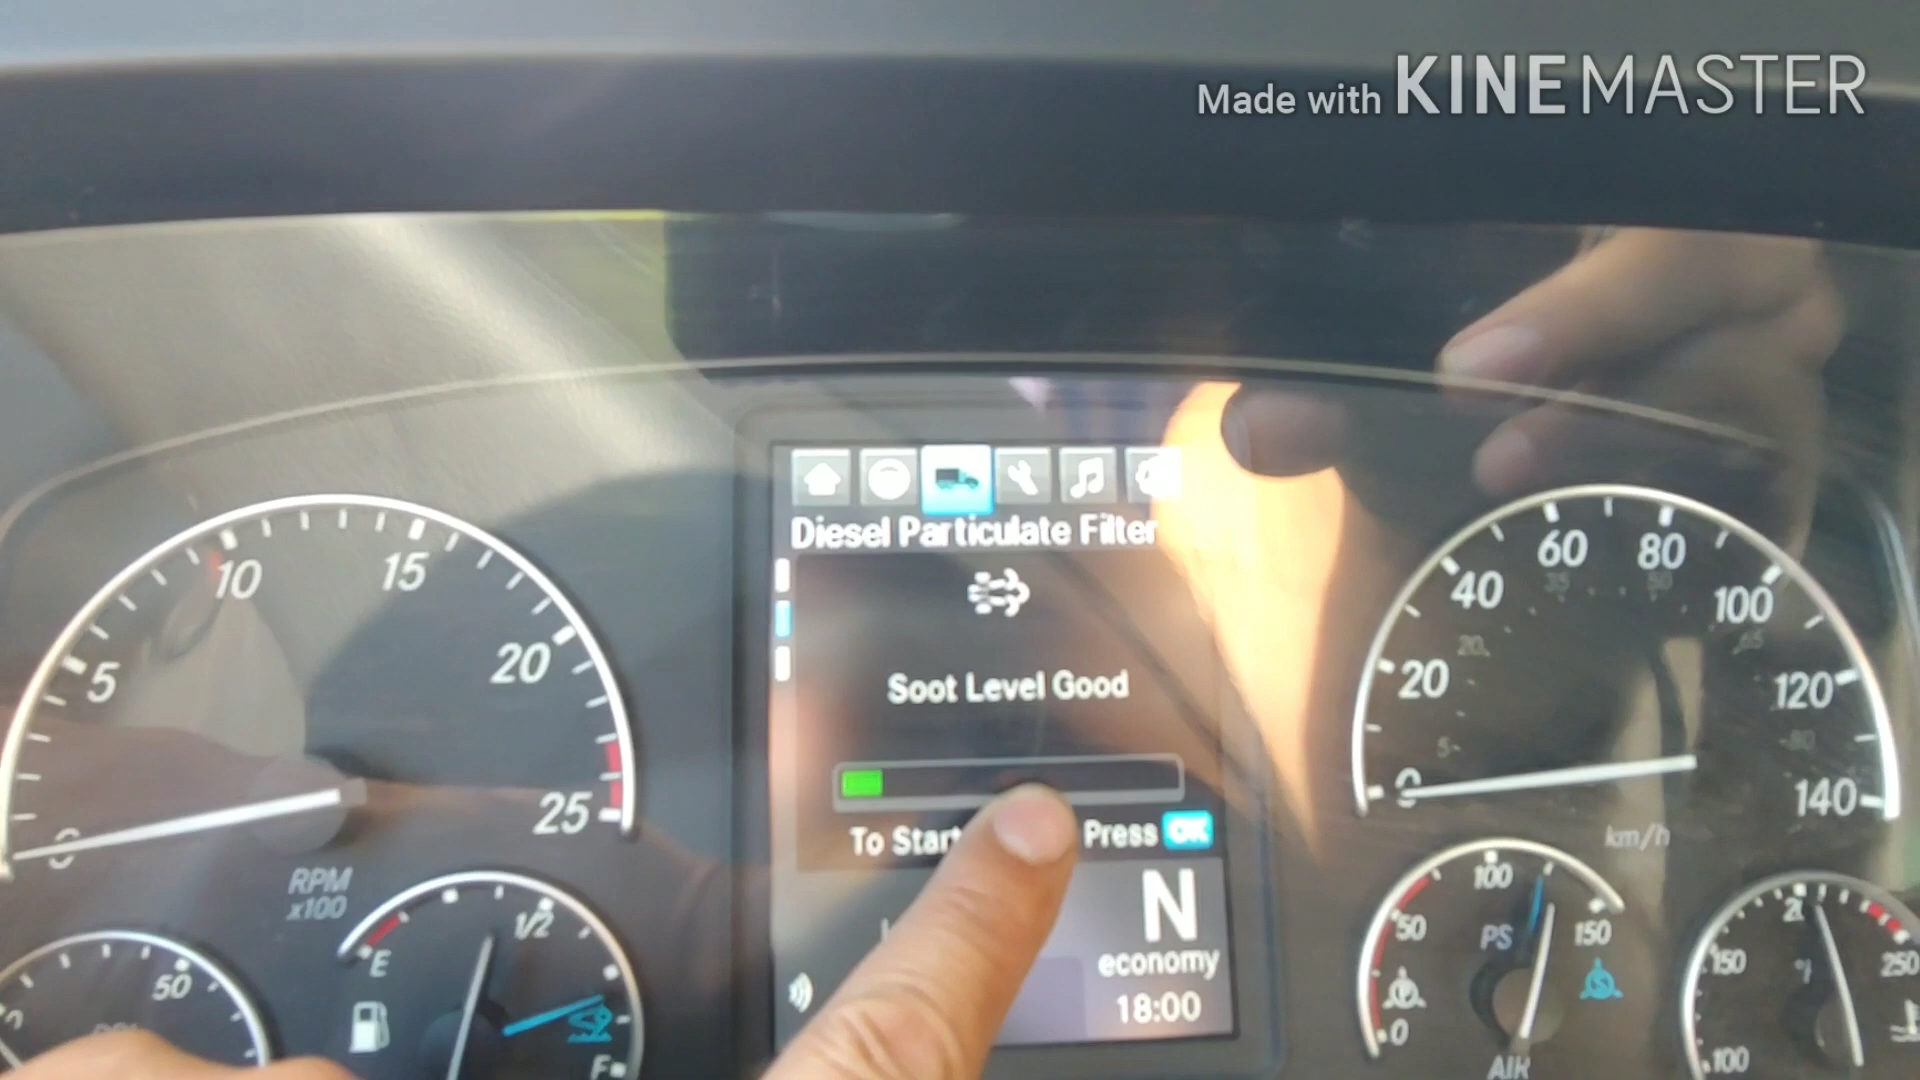 Made with KINEMASTER
Diesel Particulate Filter
Soot Level Good
To Start
Press OK
N
economy
18:00
5
10
15
20
25
RPM
x100
E
1/2
F
50
0
20
40
60
80
100
120
140
km/h
0
50
100
150
PS
AIR
100
150
250